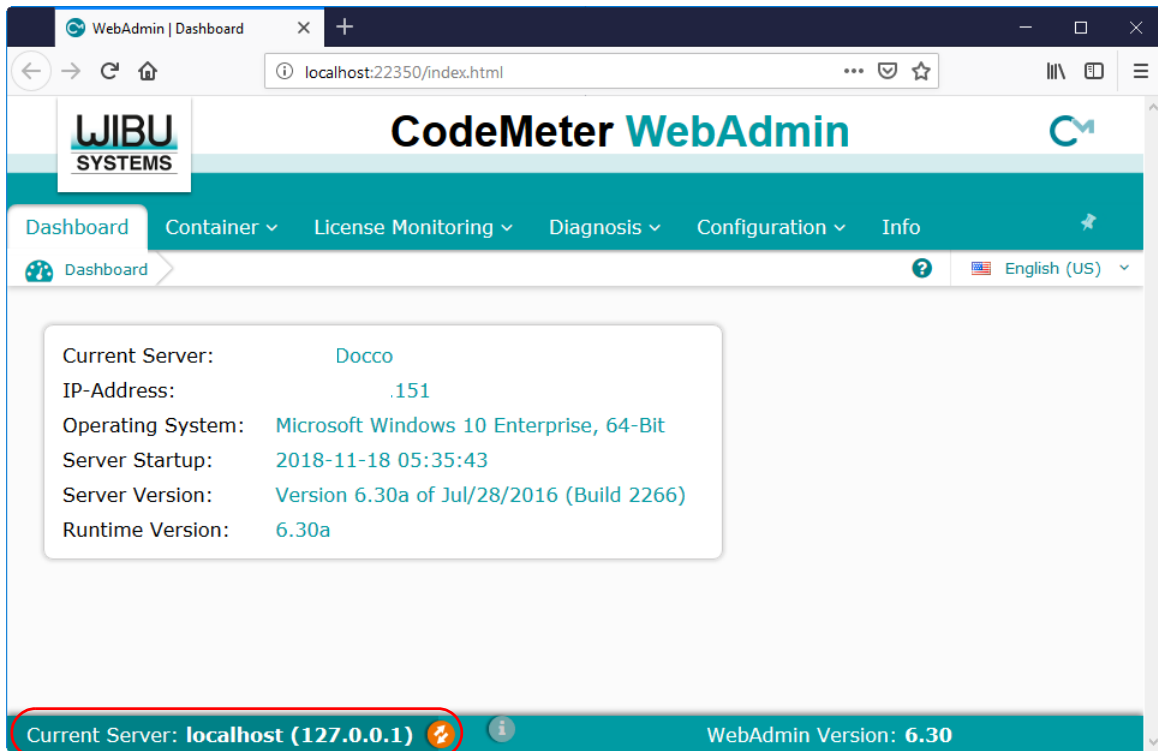 WebAdmin | Dashboard
localhost:22350/index.html
WIBU
SYSTEMS
CodeMeter WebAdmin
CM
Dashboard Container License Monitoring Diagnosis Configuration Info
Dashboard
? English (US)
Current Server: Docco
IP-Address: .151
Operating System: Microsoft Windows 10 Enterprise, 64-Bit
Server Startup: 2018-11-18 05:35:43
Server Version: Version 6.30a of Jul/28/2016 (Build 2266)
Runtime Version: 6.30a
Current Server: localhost (127.0.0.1) i WebAdmin Version: 6.30